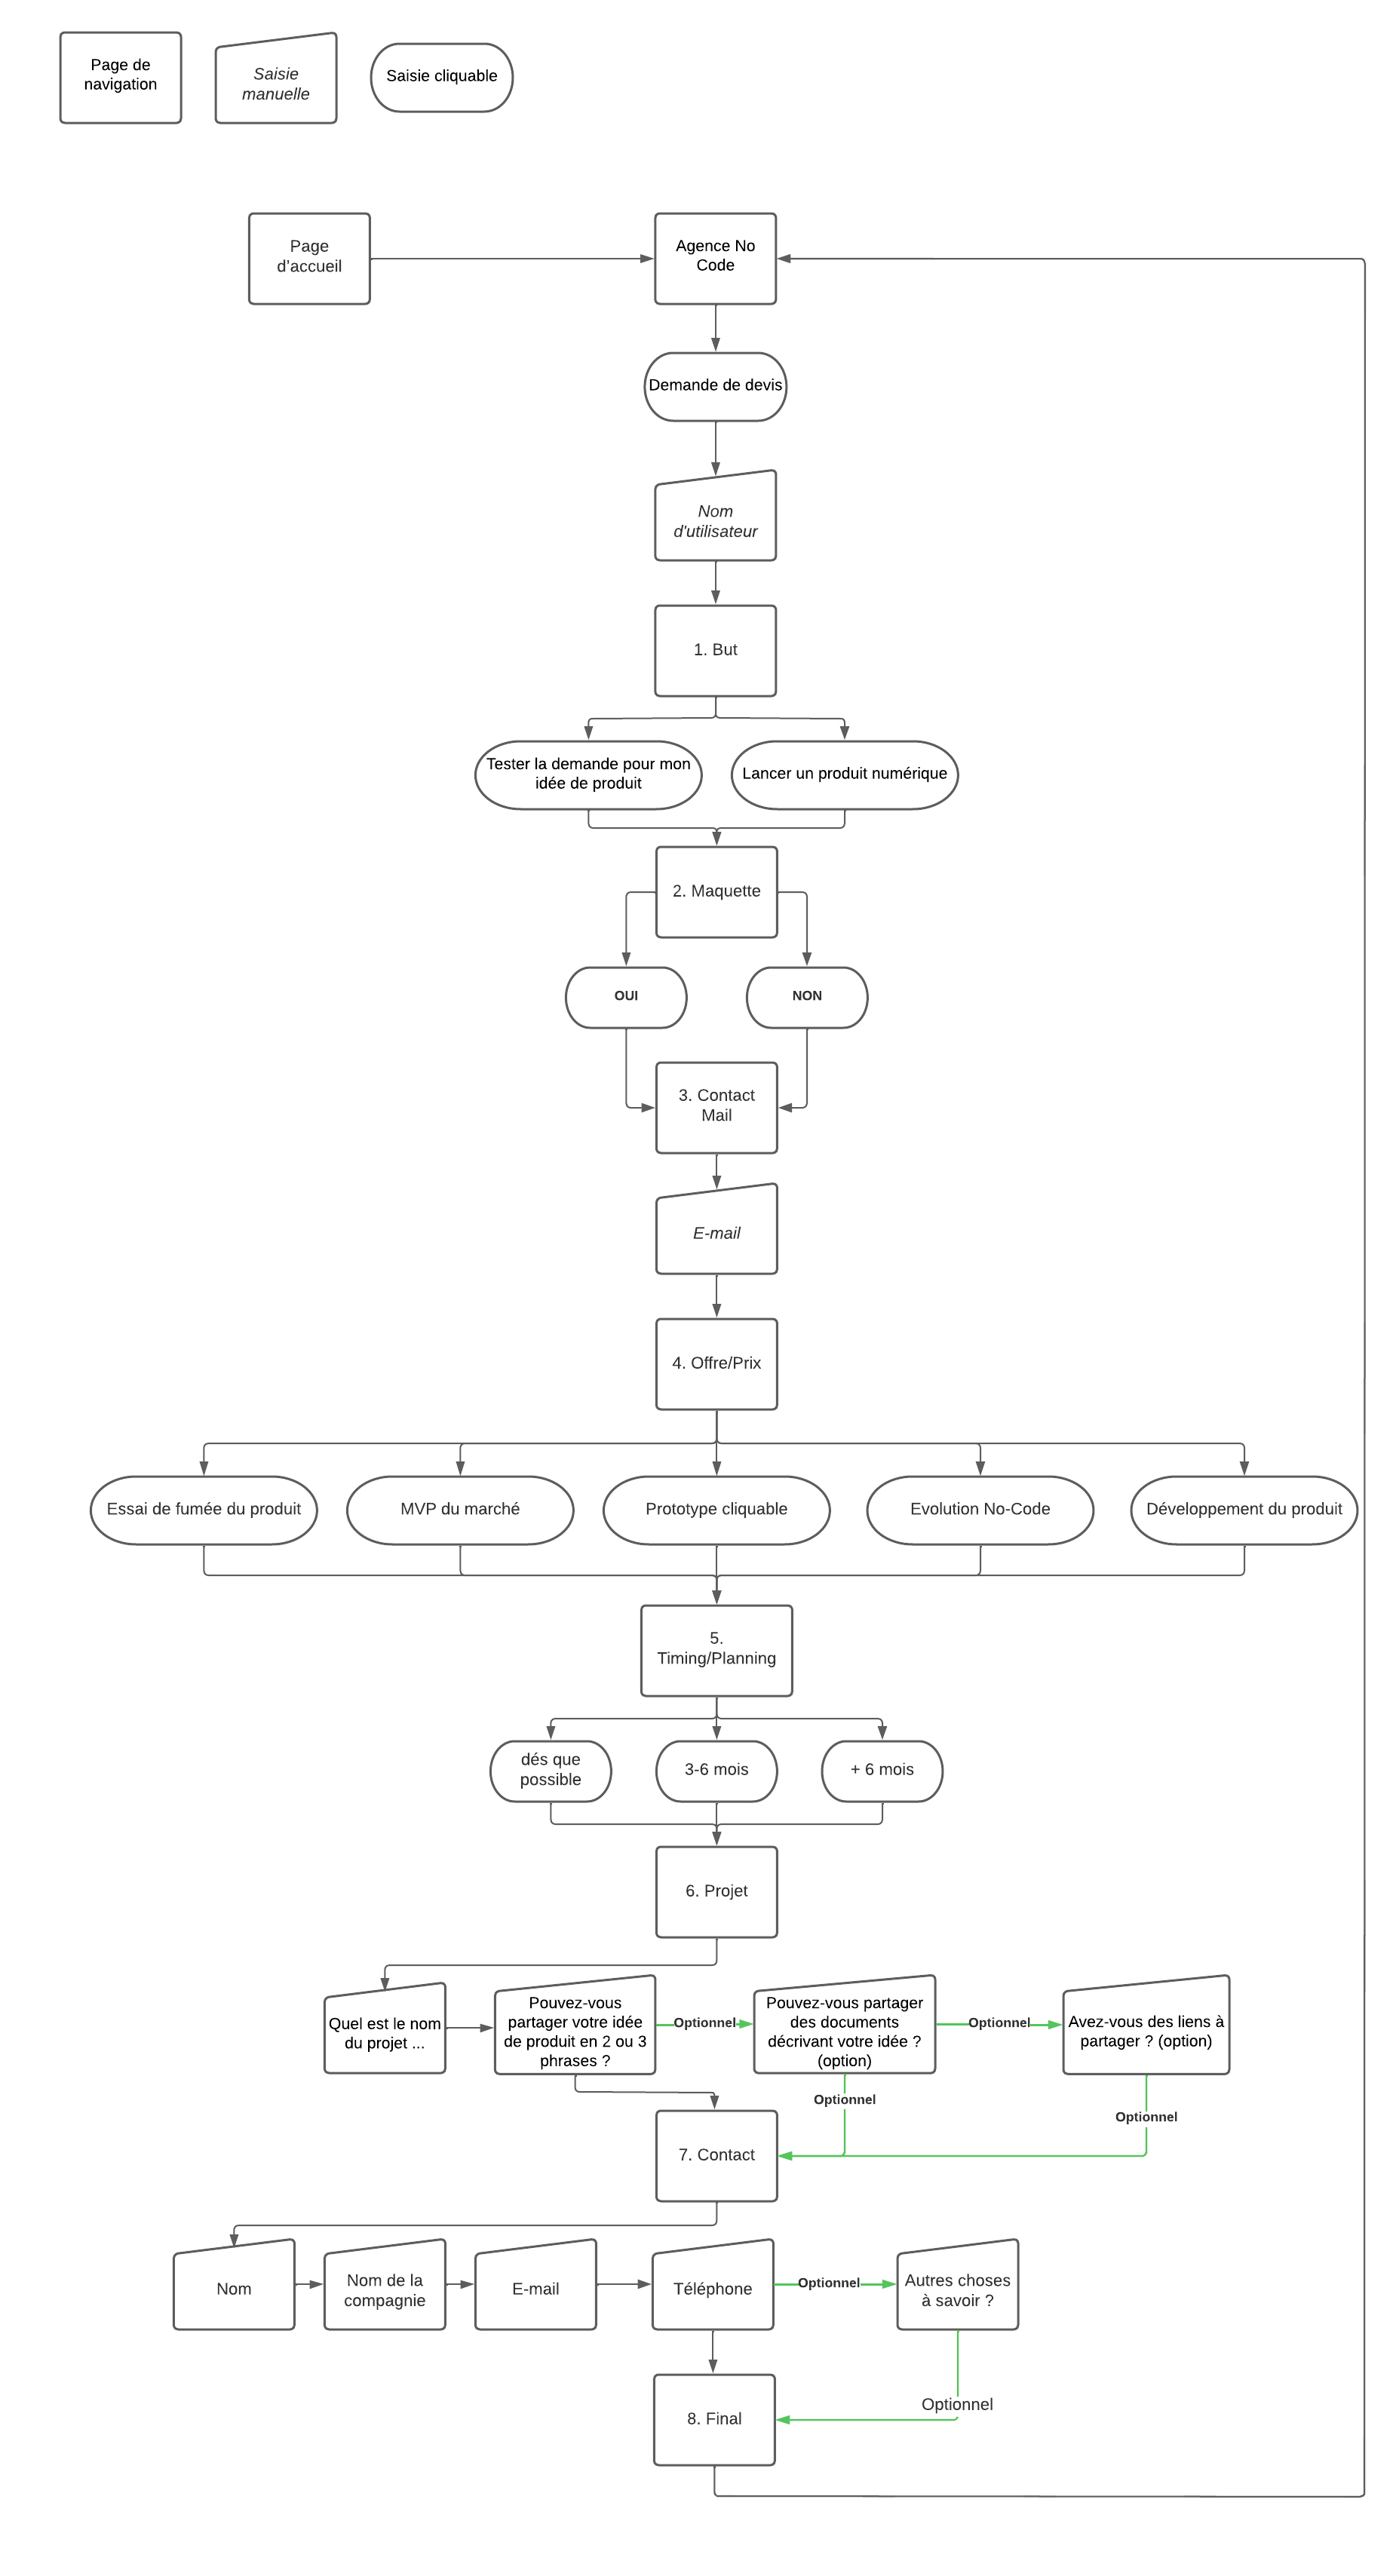 Page de
navigation
Saisie
manuelle
Saisie cliquable
Page
d'accueil
Agence No
Code
Demande de devis
Nom
d'utilisateur
1. But
Tester la demande pour mon
idée de produit
Lancer un produit numérique
2. Maquette
OUI
NON
3. Contact
Mail
E-mail
4. Offre/Prix
Essai de fumée du produit
MVP du marché
Prototype cliquable
Evolution No-Code
Développement du produit
5.
Timing/Planning
dés que
possible
3-6 mois
+ 6 mois
6. Projet
Quel est le nom
du projet ...
Pouvez-vous
partager votre idée
de produit en 2 ou 3
phrases ?
Optionnel
Pouvez-vous partager
des documents
décrivant votre idée ?
(option)
Optionnel
Avez-vous des liens à
partager ? (option)
Optionnel
Optionnel
7. Contact
Nom
Nom de la
compagnie
E-mail
Téléphone
Optionnel
Autres choses
à savoir ?
Optionnel
8. Final